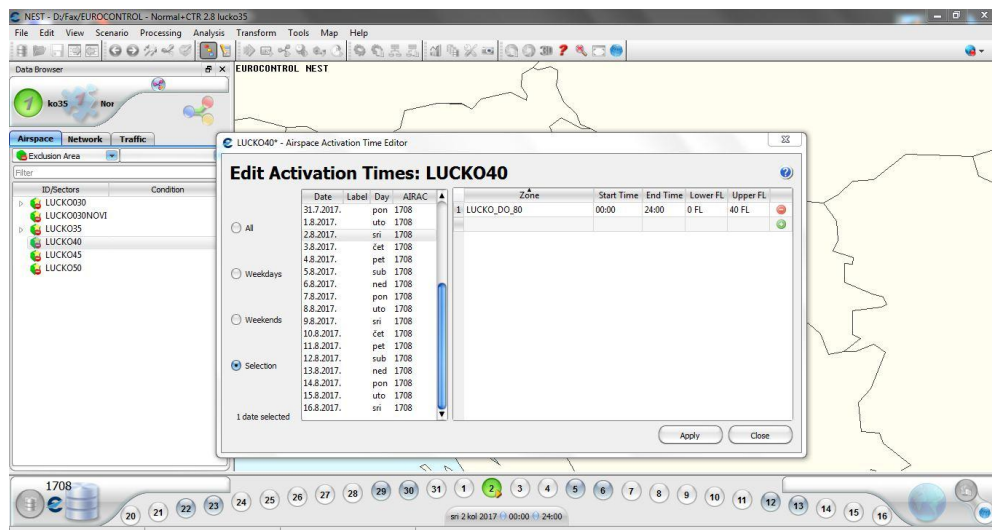 NEST - D:/Fax/EUROCONTROL - Normal+CTR 2.8 lucko35
File Edit View Scenario Processing Analysis Transform Tools Map Help
Data Browser
EUROCONTROL NEST
1 ko35 Nor
Airspace Network Traffic
Exclusion Area
Filter
ID/Sectors Condition
LUCKO030
LUCKO030NOVI
LUCKO35
LUCKO40
LUCKO45
LUCKO50
LUCKO40* - Airspace Activation Time Editor
Edit Activation Times: LUCKO40
All
Weekdays
Weekends
Selection
1 date selected
Date Label Day AIRAC
31.7.2017. pon 1708
1.8.2017. uto 1708
2.8.2017. sri 1708
3.8.2017. čet 1708
4.8.2017. pet 1708
5.8.2017. sub 1708
6.8.2017. ned 1708
7.8.2017. pon 1708
8.8.2017. uto 1708
9.8.2017. sri 1708
10.8.2017. čet 1708
11.8.2017. pet 1708
12.8.2017. sub 1708
13.8.2017. ned 1708
14.8.2017. pon 1708
15.8.2017. uto 1708
16.8.2017. sri 1708
Zone Start Time End Time Lower FL Upper FL
1 LUCKO_DO_80 00:00 24:00 0 FL 40 FL
Apply Close
1708
20 21 22 23 24 25 26 27 28 29 30 31 1 2 3 4 5 6 7 8 9 10 11 12 13 14 15 16
sri 2 kol 2017 00:00 24:00